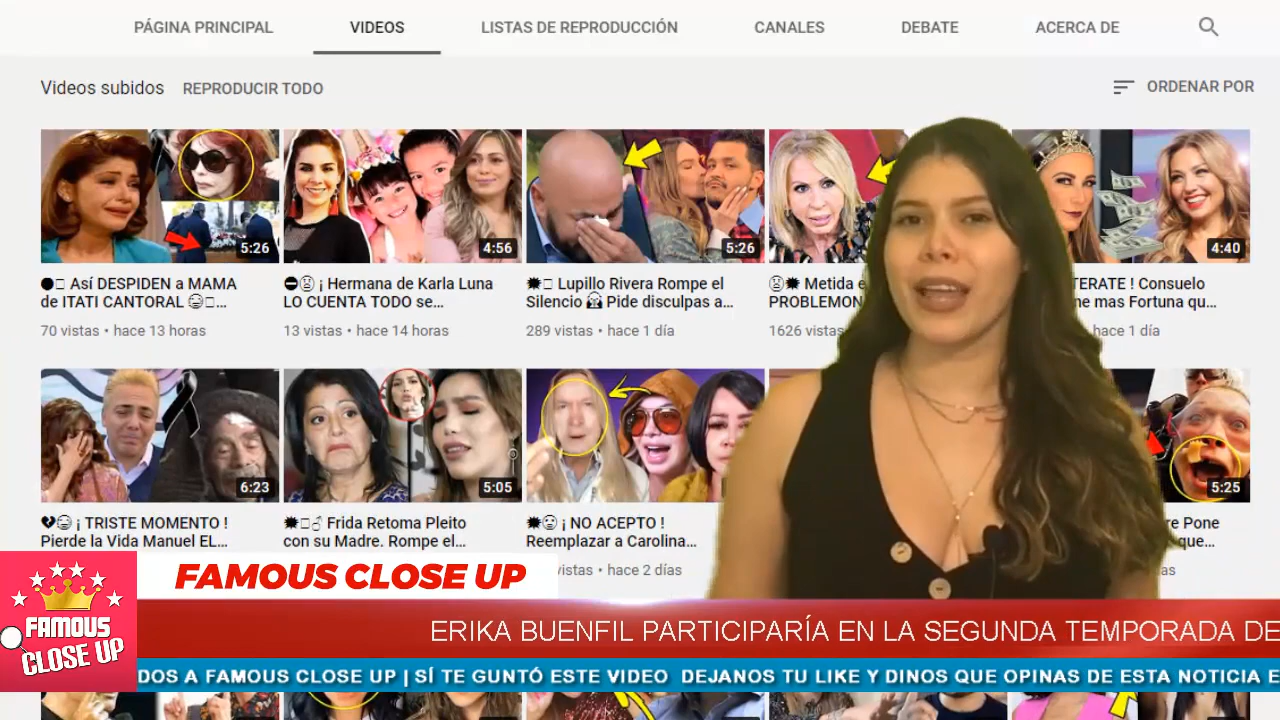 PÁGINA PRINCIPAL
VIDEOS
LISTAS DE REPRODUCCIÓN
CANALES
DEBATE
ACERCA DE
Videos subidos
REPRODUCIR TODO
ORDENAR POR
5:26
4:56
5:26
4:40
Así DESPIDEN a MAMA
de ITATI CANTORAL
70 vistas • hace 13 horas
¡ Hermana de Karla Luna
LO CUENTA TODO se...
13 vistas • hace 14 horas
Lupillo Rivera Rompe el
Silencio Pide disculpas a...
289 vistas • hace 1 día
Metida e
PROBLEMON
1626 vistas
TERATE ! Consuelo
ne mas Fortuna qu...
hace 1 día
6:23
5:05
5:25
¡ TRISTE MOMENTO !
Pierde la Vida Manuel EL...
Frida Retoma Pleito
con su Madre. Rompe el...
¡ NO ACEPTO !
Reemplazar a Carolina...
vistas • hace 2 días
re Pone
que...
as
FAMOUS CLOSE UP
FAMOUS
CLOSE UP
ERIKA BUENFIL PARTICIPARÍA EN LA SEGUNDA TEMPORADA DE
DOS A FAMOUS CLOSE UP | SÍ TE GUNTÓ ESTE VIDEO DEJANOS TU LIKE Y DINOS QUE OPINAS DE ESTA NOTICIA E